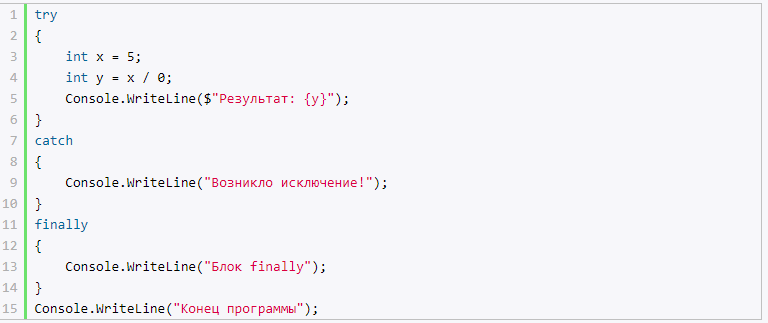 1 try
2 {
3     int x = 5;
4     int y = x / 0;
5     Console.WriteLine($"Результат: {y}");
6 }
7 catch
8 {
9     Console.WriteLine("Возникло исключение!");
10 }
11 finally
12 {
13     Console.WriteLine("Блок finally");
14 }
15 Console.WriteLine("Конец программы");